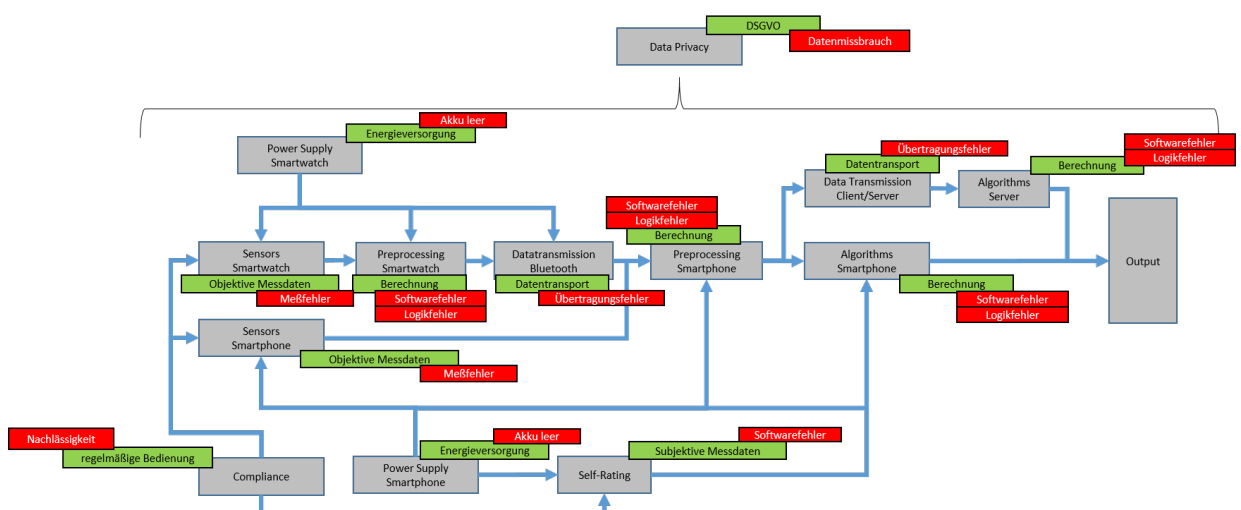 DSGVO
Datenmissbrauch
Data Privacy
Akku leer
Energieversorgung
Power Supply
Smartwatch
Übertragungsfehler
Datentransport
Data Transmission
Client/Server
Softwarefehler
Logikfehler
Berechnung
Algorithms
Server
Softwarefehler
Logikfehler
Berechnung
Sensors
Smartwatch
Objektive Messdaten
Meßfehler
Preprocessing
Smartwatch
Berechnung
Softwarefehler
Logikfehler
Datatransmission
Bluetooth
Datentransport
Übertragungsfehler
Preprocessing
Smartphone
Algorithms
Smartphone
Berechnung
Softwarefehler
Logikfehler
Output
Sensors
Smartphone
Objektive Messdaten
Meßfehler
Nachlässigkeit
regelmäßige Bedienung
Compliance
Akku leer
Energieversorgung
Power Supply
Smartphone
Softwarefehler
Subjektive Messdaten
Self-Rating